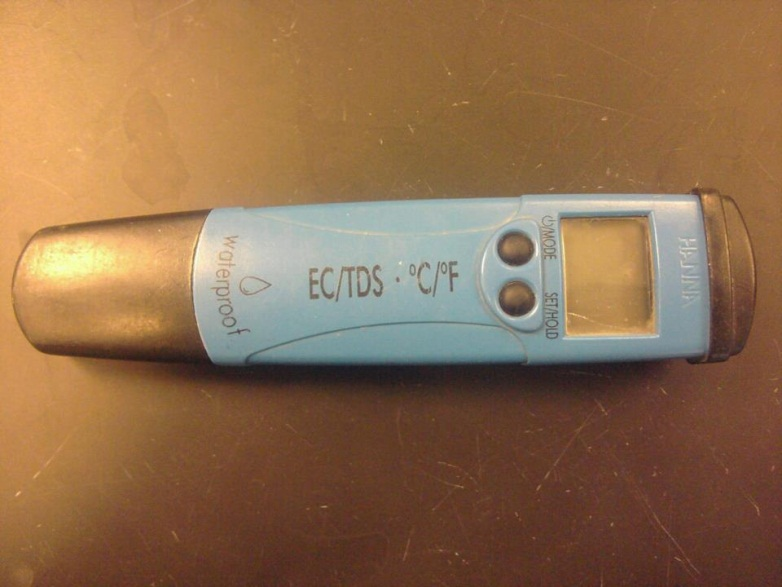 waterproof
EC/TDS · °C/°F
⏻/MODE
SET/HOLD
HANNA